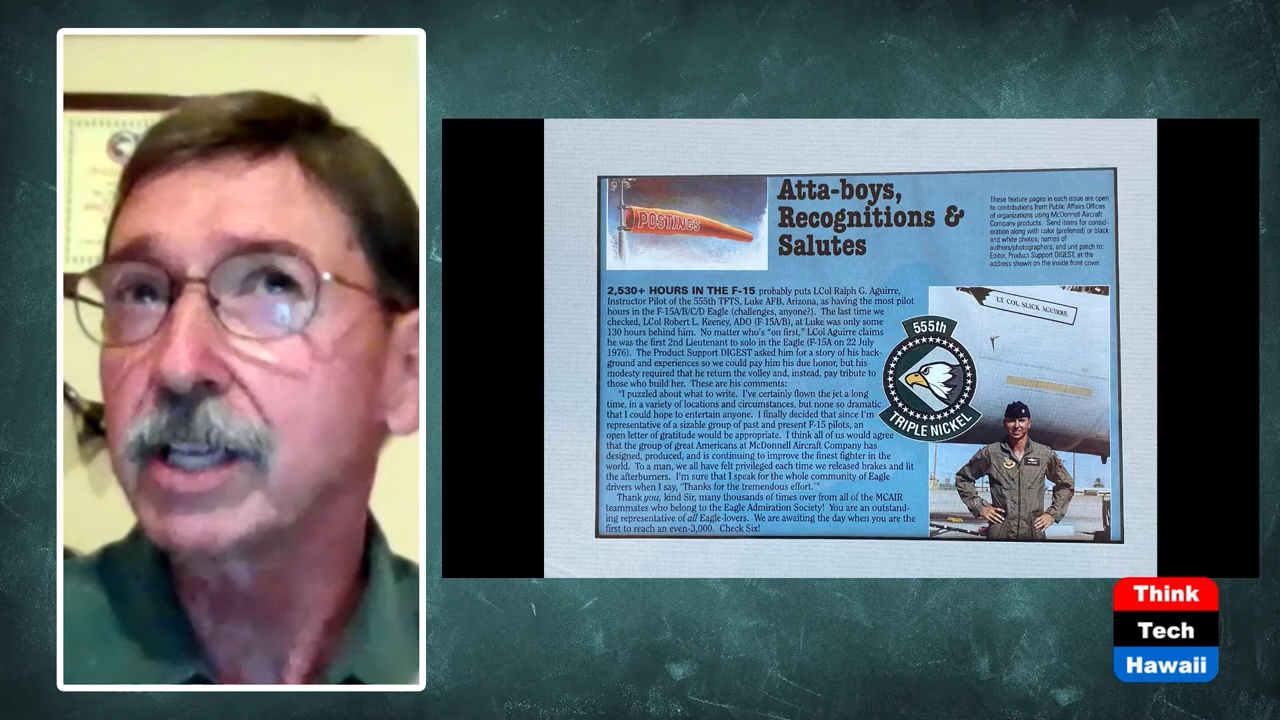 POSTINGS
Atta-boys,
Recognitions &
Salutes
These feature pages in each issue are open
to contributions from Public Affairs Offices
of organizations using McDonnell Aircraft
Company products. Send items for consid-
eration along with color (preferred) or black
and white photos, names of
authors/photographers, and unit patch to:
Editor, Product Support DIGEST, at the
address shown on the inside front cover.
2,530+ HOURS IN THE F-15 probably puts LCol Ralph G. Aguirre,
Instructor Pilot of the 555th TFTS, Luke AFB, Arizona, as having the most pilot
hours in the F-15A/B/C/D Eagle (challenges, anyone?). The last time we
checked, LCol Robert L. Keeney, ADO (F-15A/B), at Luke was only some
130 hours behind him. No matter who's "on first," LCol Aguirre claims
he was the first 2nd Lieutenant to solo in the Eagle (F-15A on 22 July
1976). The Product Support DIGEST asked him for a story of his back-
ground and experiences so we could pay him his due honor, but his
modesty required that he return the volley and, instead, pay tribute to
those who build her. These are his comments:
"I puzzled about what to write. I've certainly flown the jet a long
time, in a variety of locations and circumstances, but none so dramatic
that I could hope to entertain anyone. I finally decided that since I'm
representative of a sizable group of past and present F-15 pilots, an
open letter of gratitude would be appropriate. I think all of us would agree
that the group of great Americans at McDonnell Aircraft Company has
designed, produced, and is continuing to improve the finest fighter in the
world. To a man, we all have felt privileged each time we released brakes and lit
the afterburners. I'm sure that I speak for the whole community of Eagle
drivers when I say, 'Thanks for the tremendous effort.'"
Thank you, kind Sir, many thousands of times over from all of the MCAIR
teammates who belong to the Eagle Admiration Society! You are an outstand-
ing representative of all Eagle-lovers. We are awaiting the day when you are the
first to reach an even-3,000. Check Six!
LT. COL. SLICK AGUIRRE
555th
TRIPLE NICKEL
Think
Tech
Hawaii